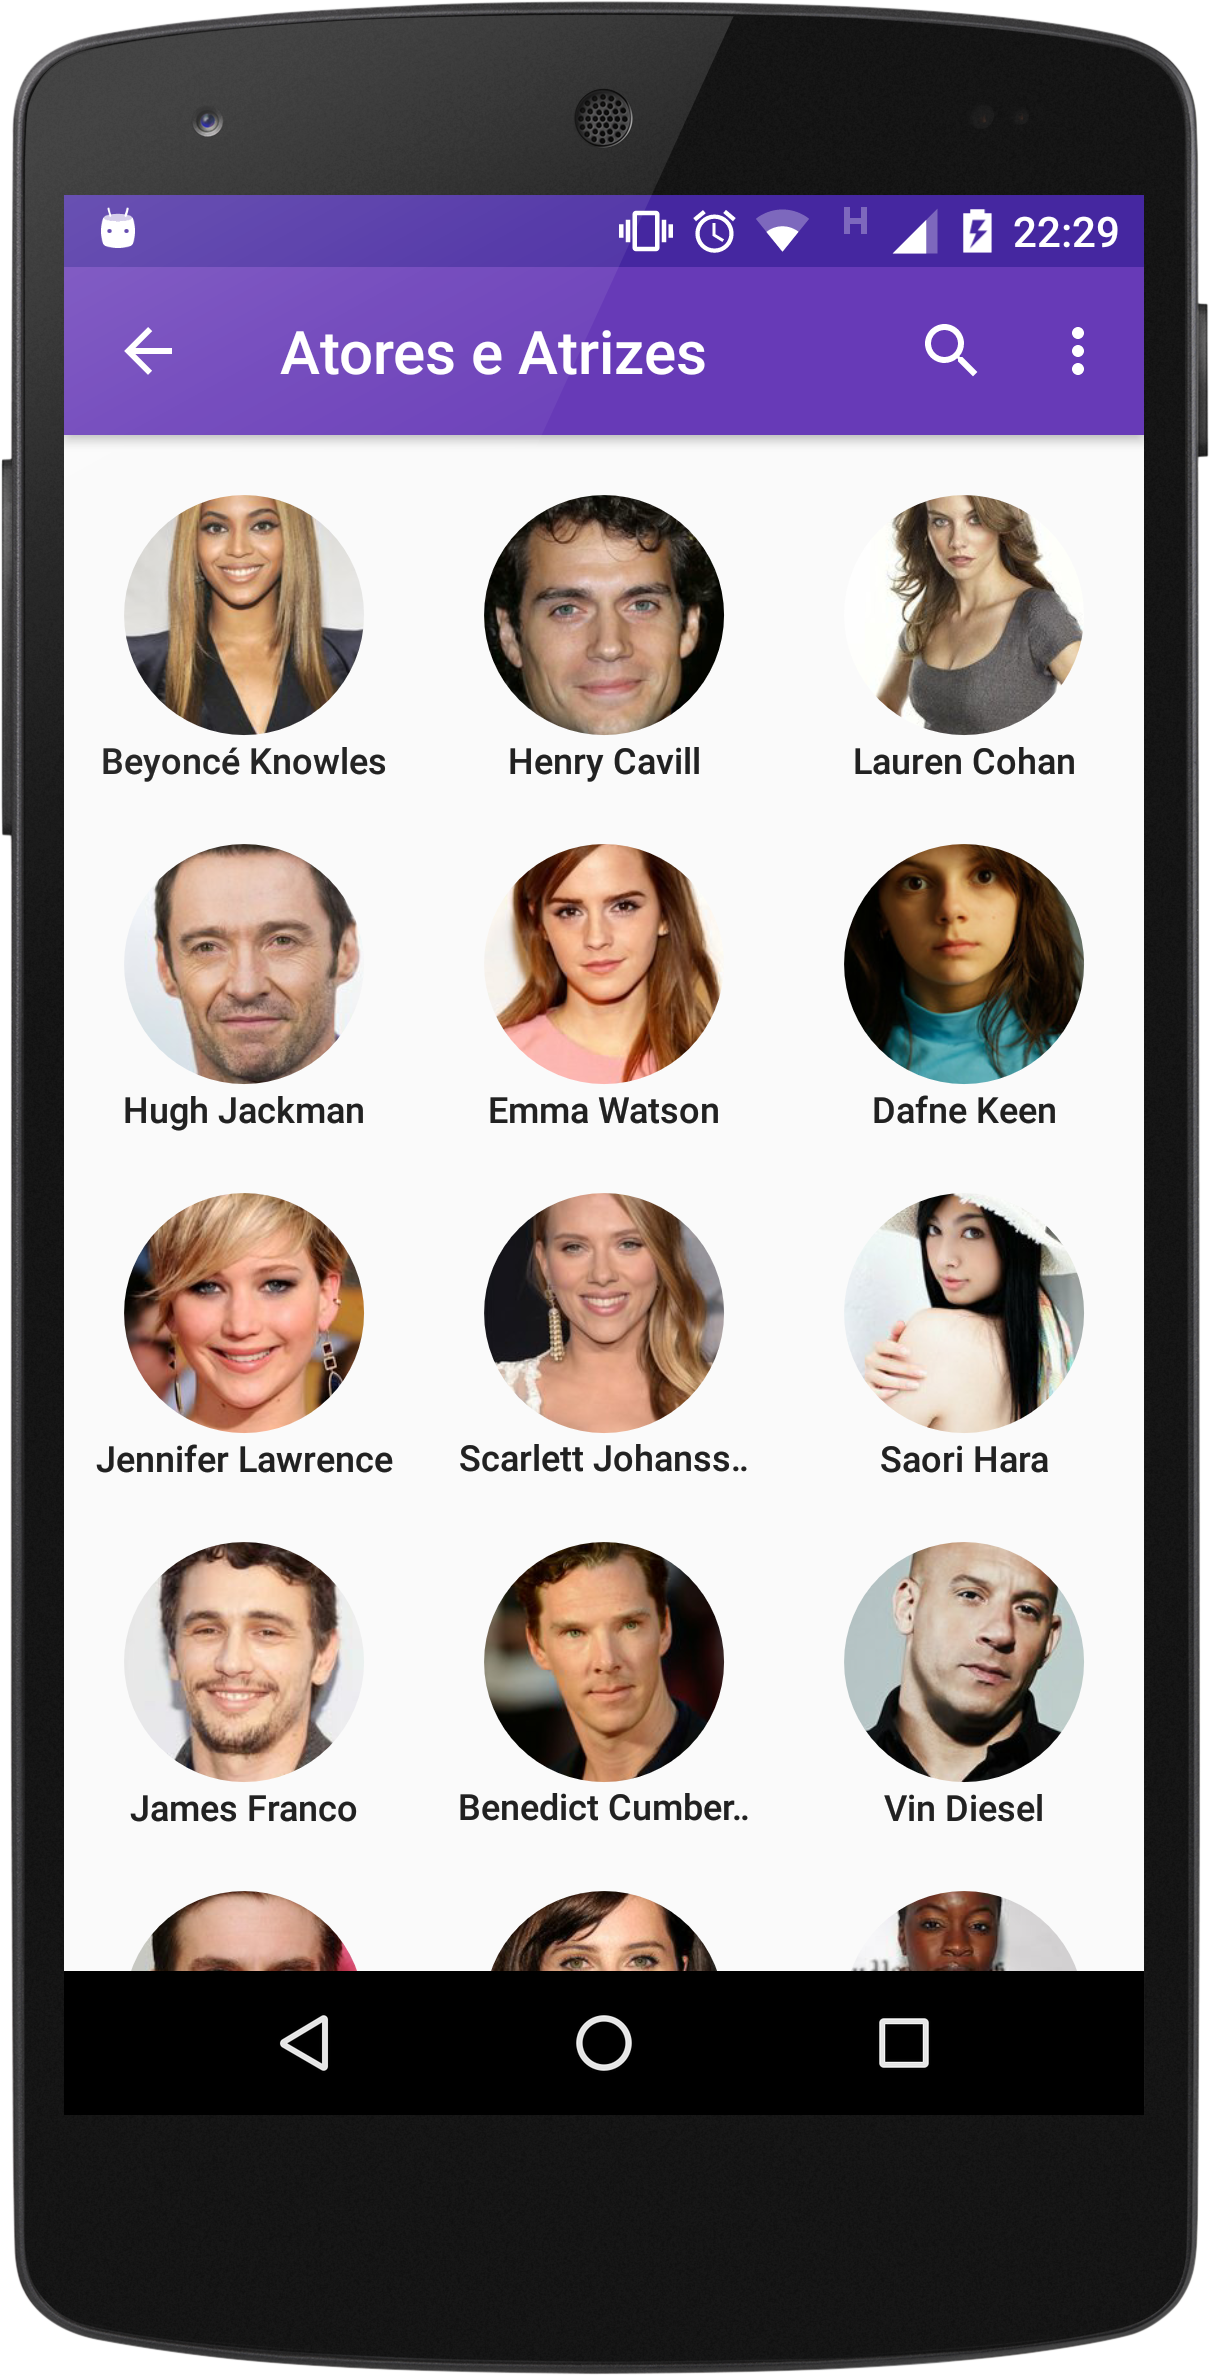 H 22:29
Atores e Atrizes
Beyoncé Knowles Henry Cavill Lauren Cohan
Hugh Jackman Emma Watson Dafne Keen
Jennifer Lawrence Scarlett Johanss.. Saori Hara
James Franco Benedict Cumber.. Vin Diesel